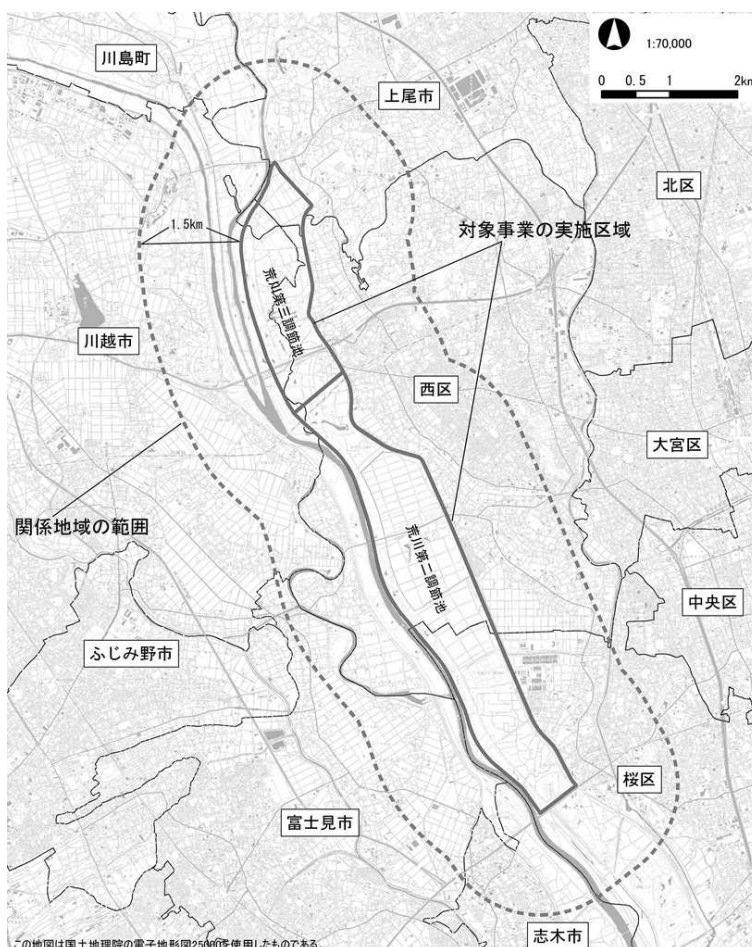 川島町
上尾市
1:70,000
0 0.5 1 2km
北区
対象事業の実施区域
1.5km
荒川第三調節池
川越市
西区
大宮区
関係地域の範囲
荒川第二調節池
中央区
ふじみ野市
桜区
富士見市
志木市
この地図は国土地理院の電子地形図25000を使用したものである